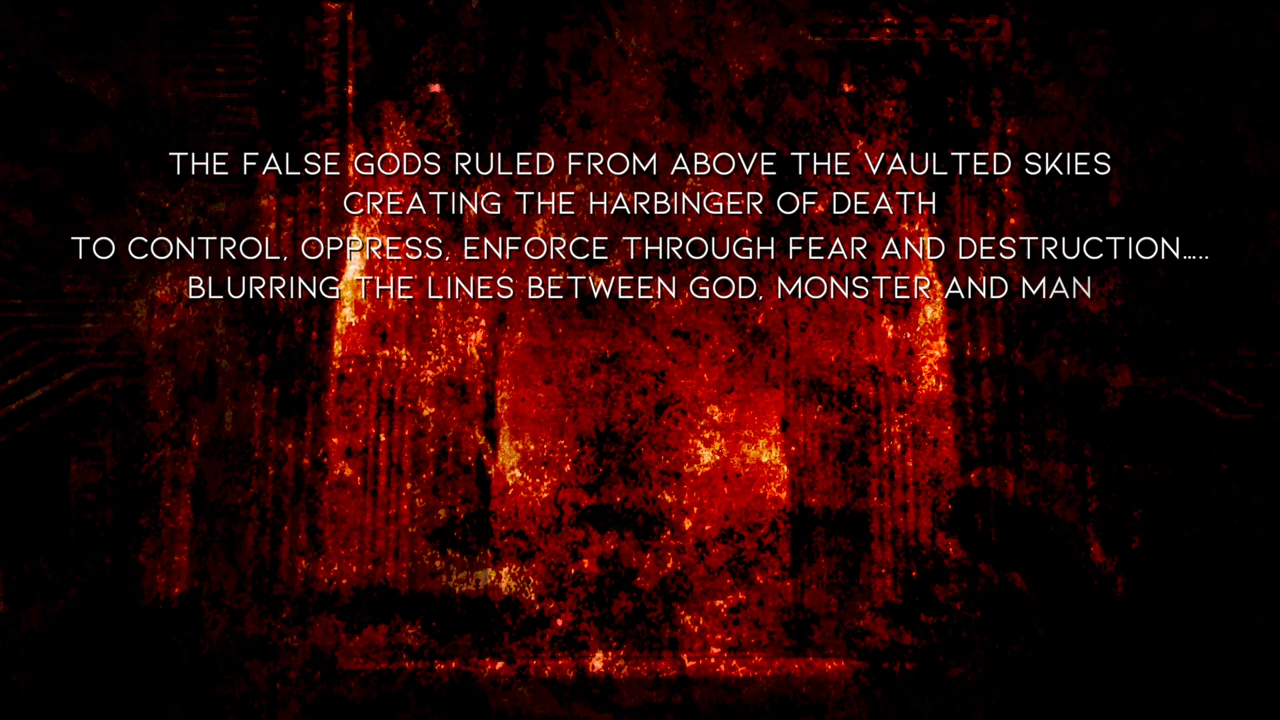 THE FALSE GODS RULED FROM ABOVE THE VAULTED SKIES
CREATING THE HARBINGER OF DEATH
TO CONTROL, OPPRESS, ENFORCE THROUGH FEAR AND DESTRUCTION.....
BLURRING THE LINES BETWEEN GOD, MONSTER AND MAN